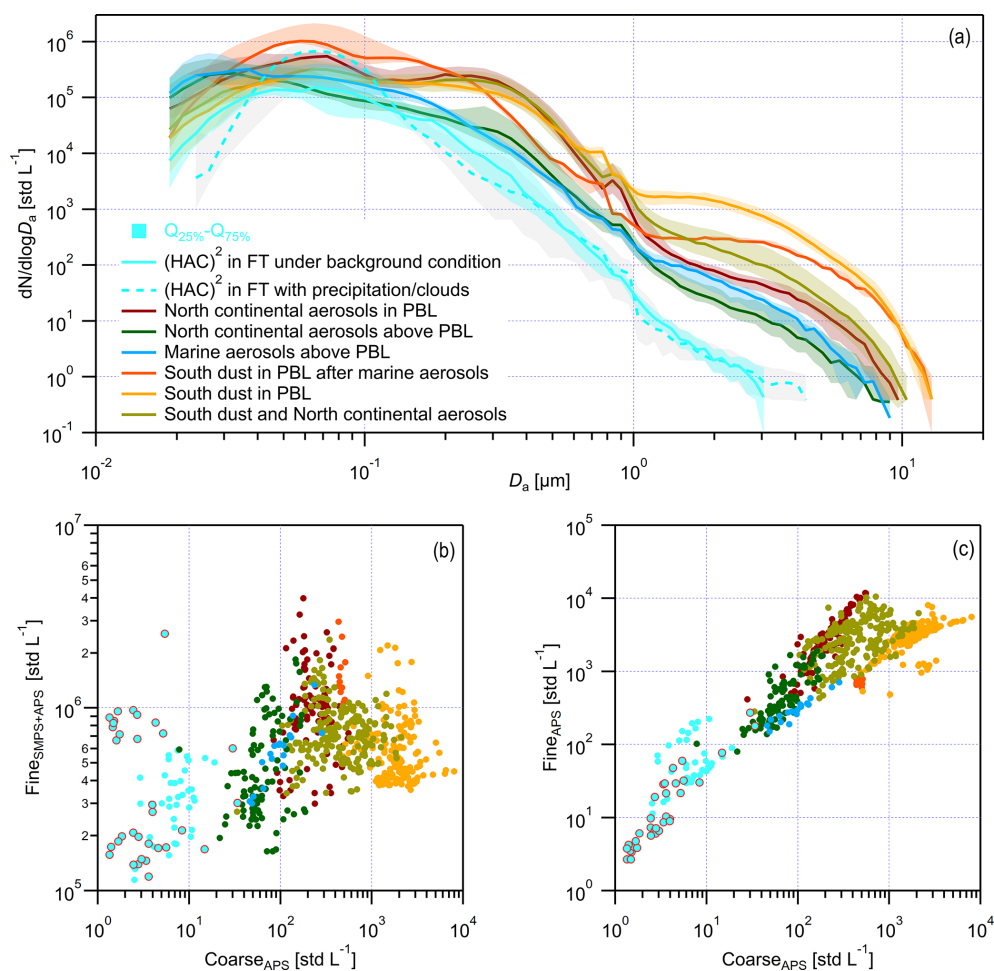 (a)
dN/dlogDa [std L-1]
10^6
10^5
10^4
10^3
10^2
10^1
10^0
10^-1
Q25%-Q75%
(HAC)^2 in FT under background condition
(HAC)^2 in FT with precipitation/clouds
North continental aerosols in PBL
North continental aerosols above PBL
Marine aerosols above PBL
South dust in PBL after marine aerosols
South dust in PBL
South dust and North continental aerosols
10^-2 10^-1 10^0 10^1
Da [µm]
(b)
FineSMPS+APS [std L-1]
10^7
6
4
3
2
10^6
6
4
3
2
10^5
10^0 10^1 10^2 10^3 10^4
CoarseAPS [std L-1]
(c)
FineAPS [std L-1]
10^5
10^4
10^3
10^2
10^1
10^0
10^0 10^1 10^2 10^3 10^4
CoarseAPS [std L-1]